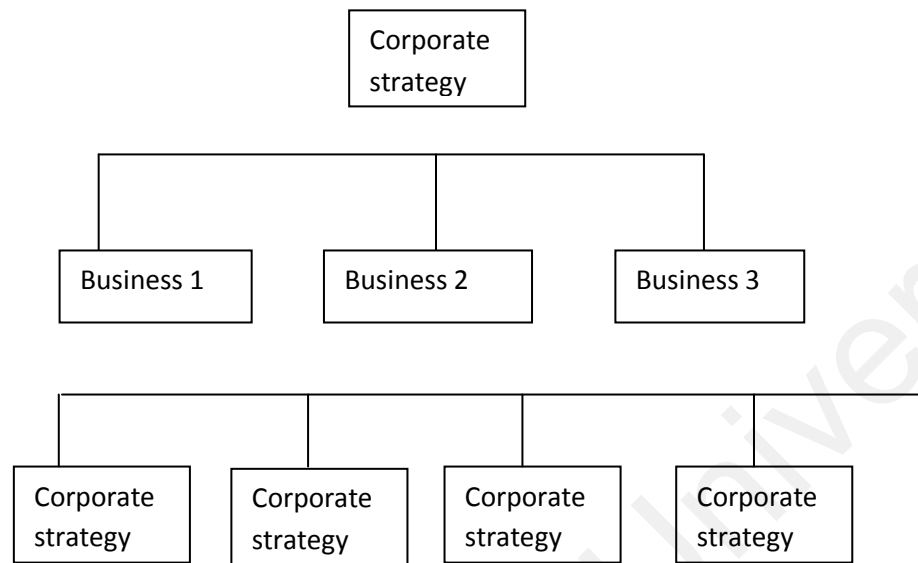 Corporate
strategy
Business 1
Business 2
Business 3
Corporate
strategy
Corporate
strategy
Corporate
strategy
Corporate
strategy